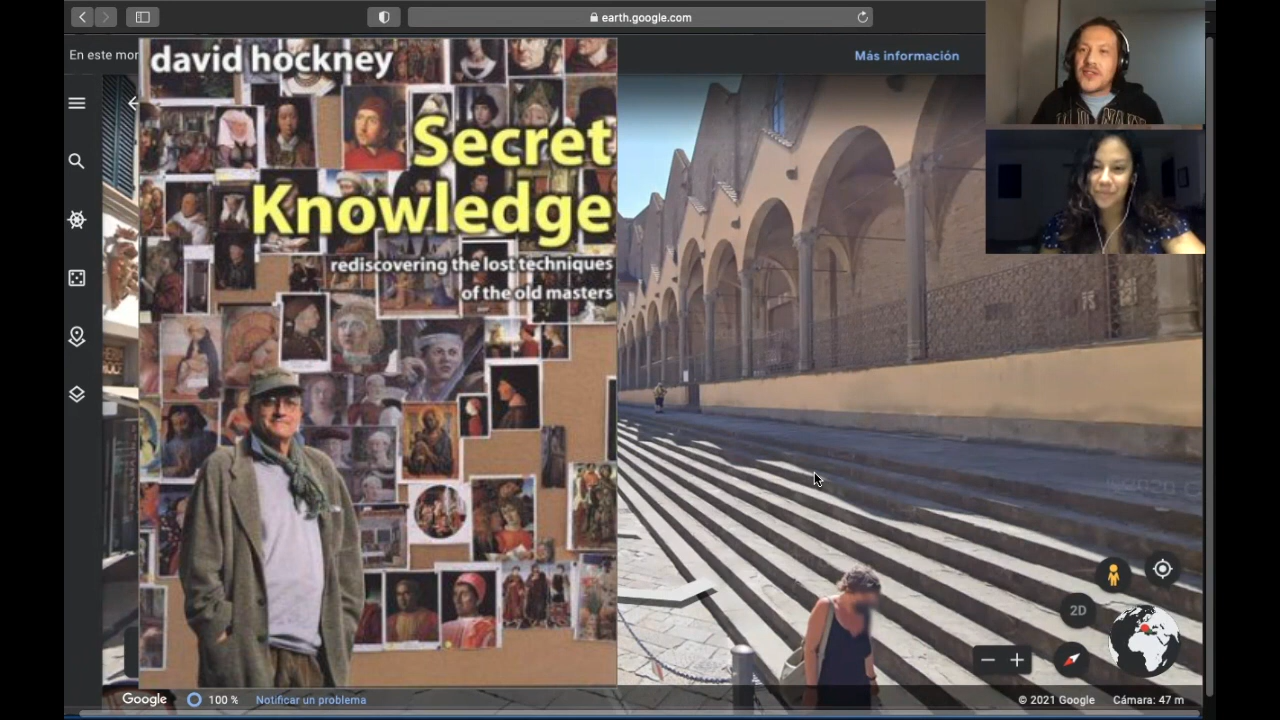 earth.google.com
En este mor
Más información
david hockney
Secret
Knowledge
rediscovering the lost techniques
of the old masters
2D
Google
100 %
Notificar un problema
© 2021 Google
Cámara: 47 m